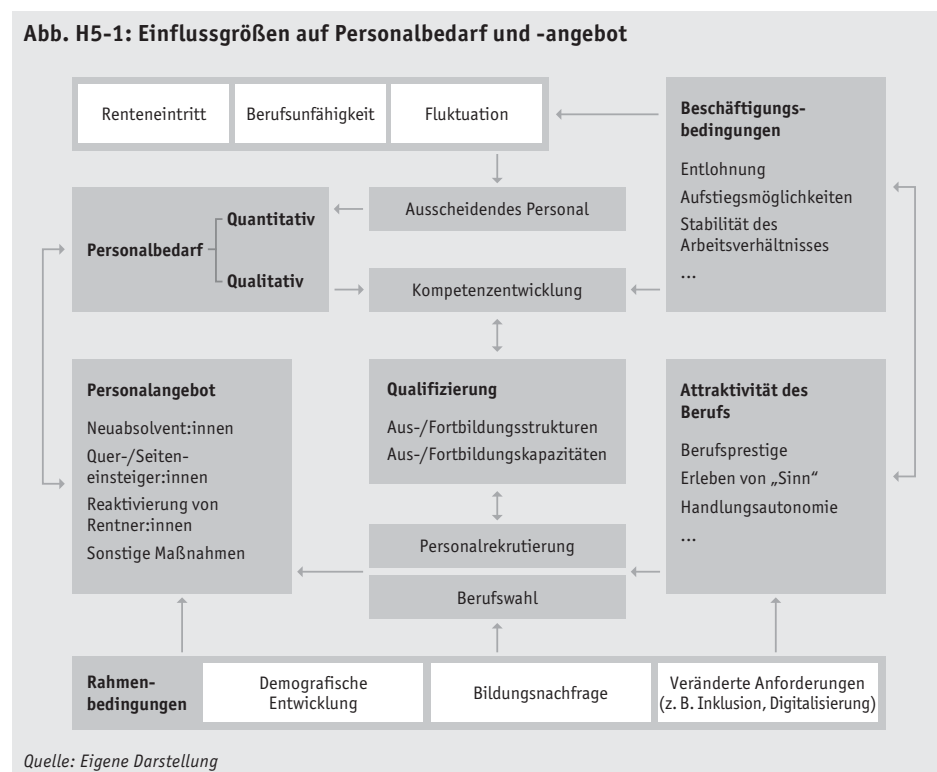 Abb. H5-1: Einflussgrößen auf Personalbedarf und -angebot
Renteneintritt
Berufsunfähigkeit
Fluktuation
Beschäftigungs-
bedingungen
Entlohnung
Aufstiegsmöglichkeiten
Stabilität des
Arbeitsverhältnisses
...
Ausscheidendes Personal
Personalbedarf
Quantitativ
Qualitativ
Kompetenzentwicklung
Personalangebot
Neuabsolvent:innen
Quer-/Seiten-
einsteiger:innen
Reaktivierung von
Rentner:innen
Sonstige Maßnahmen
Qualifizierung
Aus-/Fortbildungsstrukturen
Aus-/Fortbildungskapazitäten
Attraktivität des
Berufs
Berufsprestige
Erleben von „Sinn“
Handlungsautonomie
...
Personalrekrutierung
Berufswahl
Rahmen-
bedingungen
Demografische
Entwicklung
Bildungsnachfrage
Veränderte Anforderungen
(z. B. Inklusion, Digitalisierung)
Quelle: Eigene Darstellung